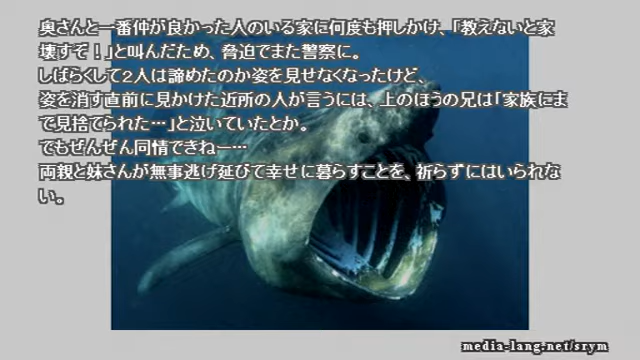 奥さんと一番仲が良かった人のいる家に何度も押しかけ、「教えないと家
壊すぞ！」と叫んだため、脅迫でまた警察に。
しばらくして２人は諦めたのか姿を見せなくなったけど、
姿を消す直前に見かけた近所の人が言うには、上のほうの兄は「家族にま
で見捨てられた…」と泣いていたとか。
でもぜんぜん同情できねー…
両親と妹さんが無事逃げ延びて幸せに暮らすことを、祈らずにはいられな
い。
media-lang-net/srym